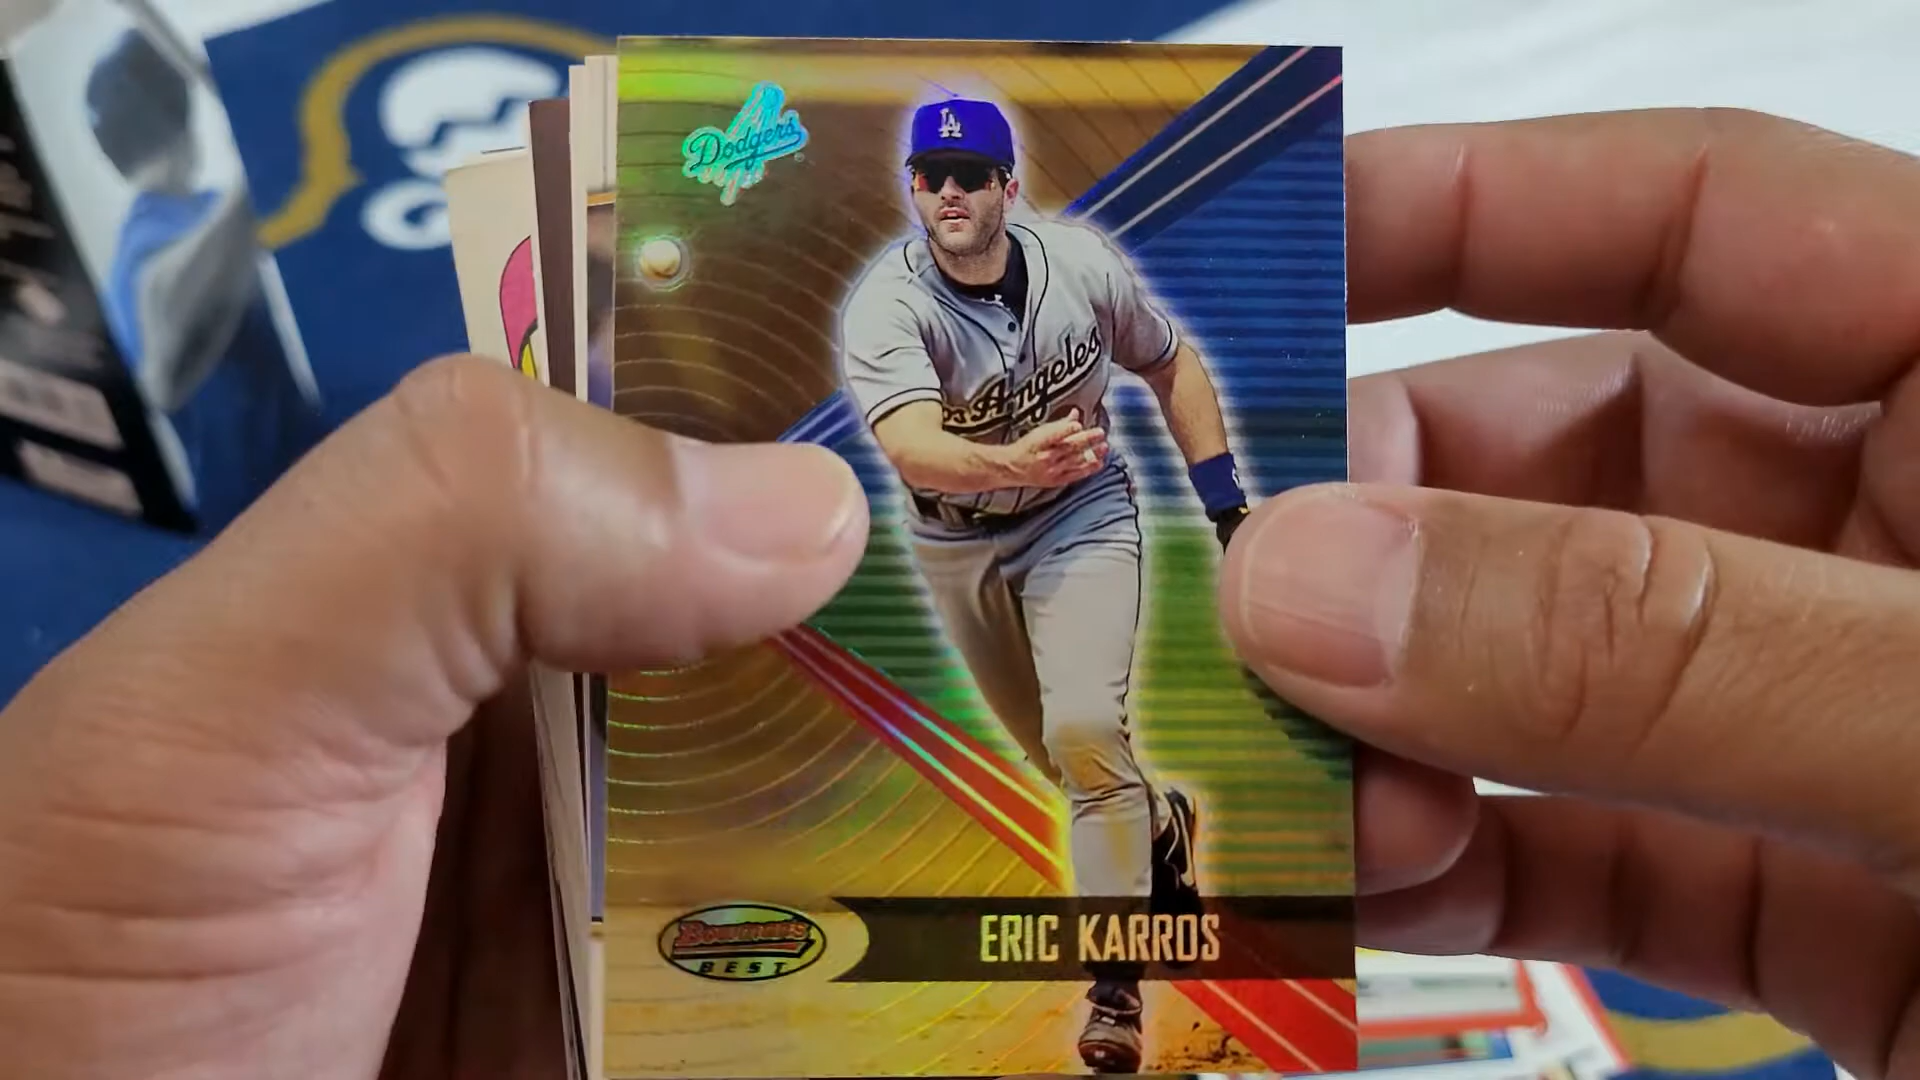 Dodgers
LA
Los Angeles
Bowman's
BEST
ERIC KARROS